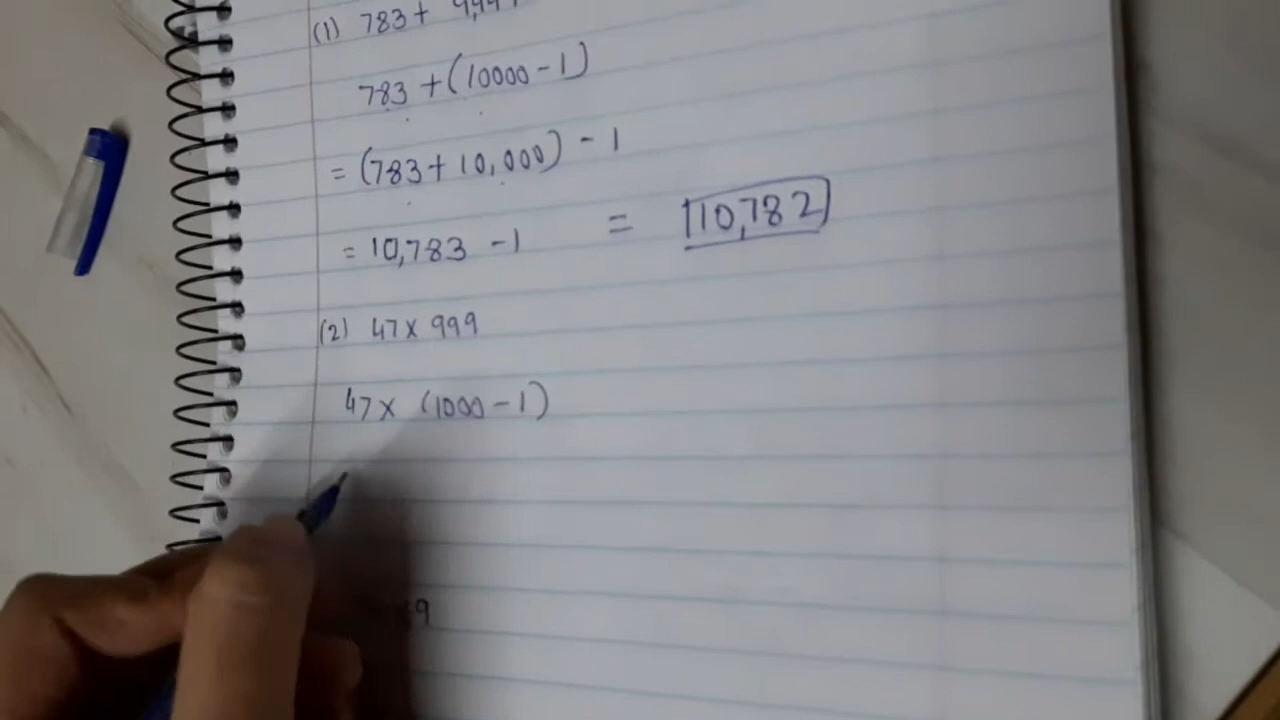 (1) 783 +
783 + (10000 - 1)
= (783 + 10,000) - 1
= 10,783 - 1 = 10,782
(2) 47 x 999
47 x (1000 - 1)
9